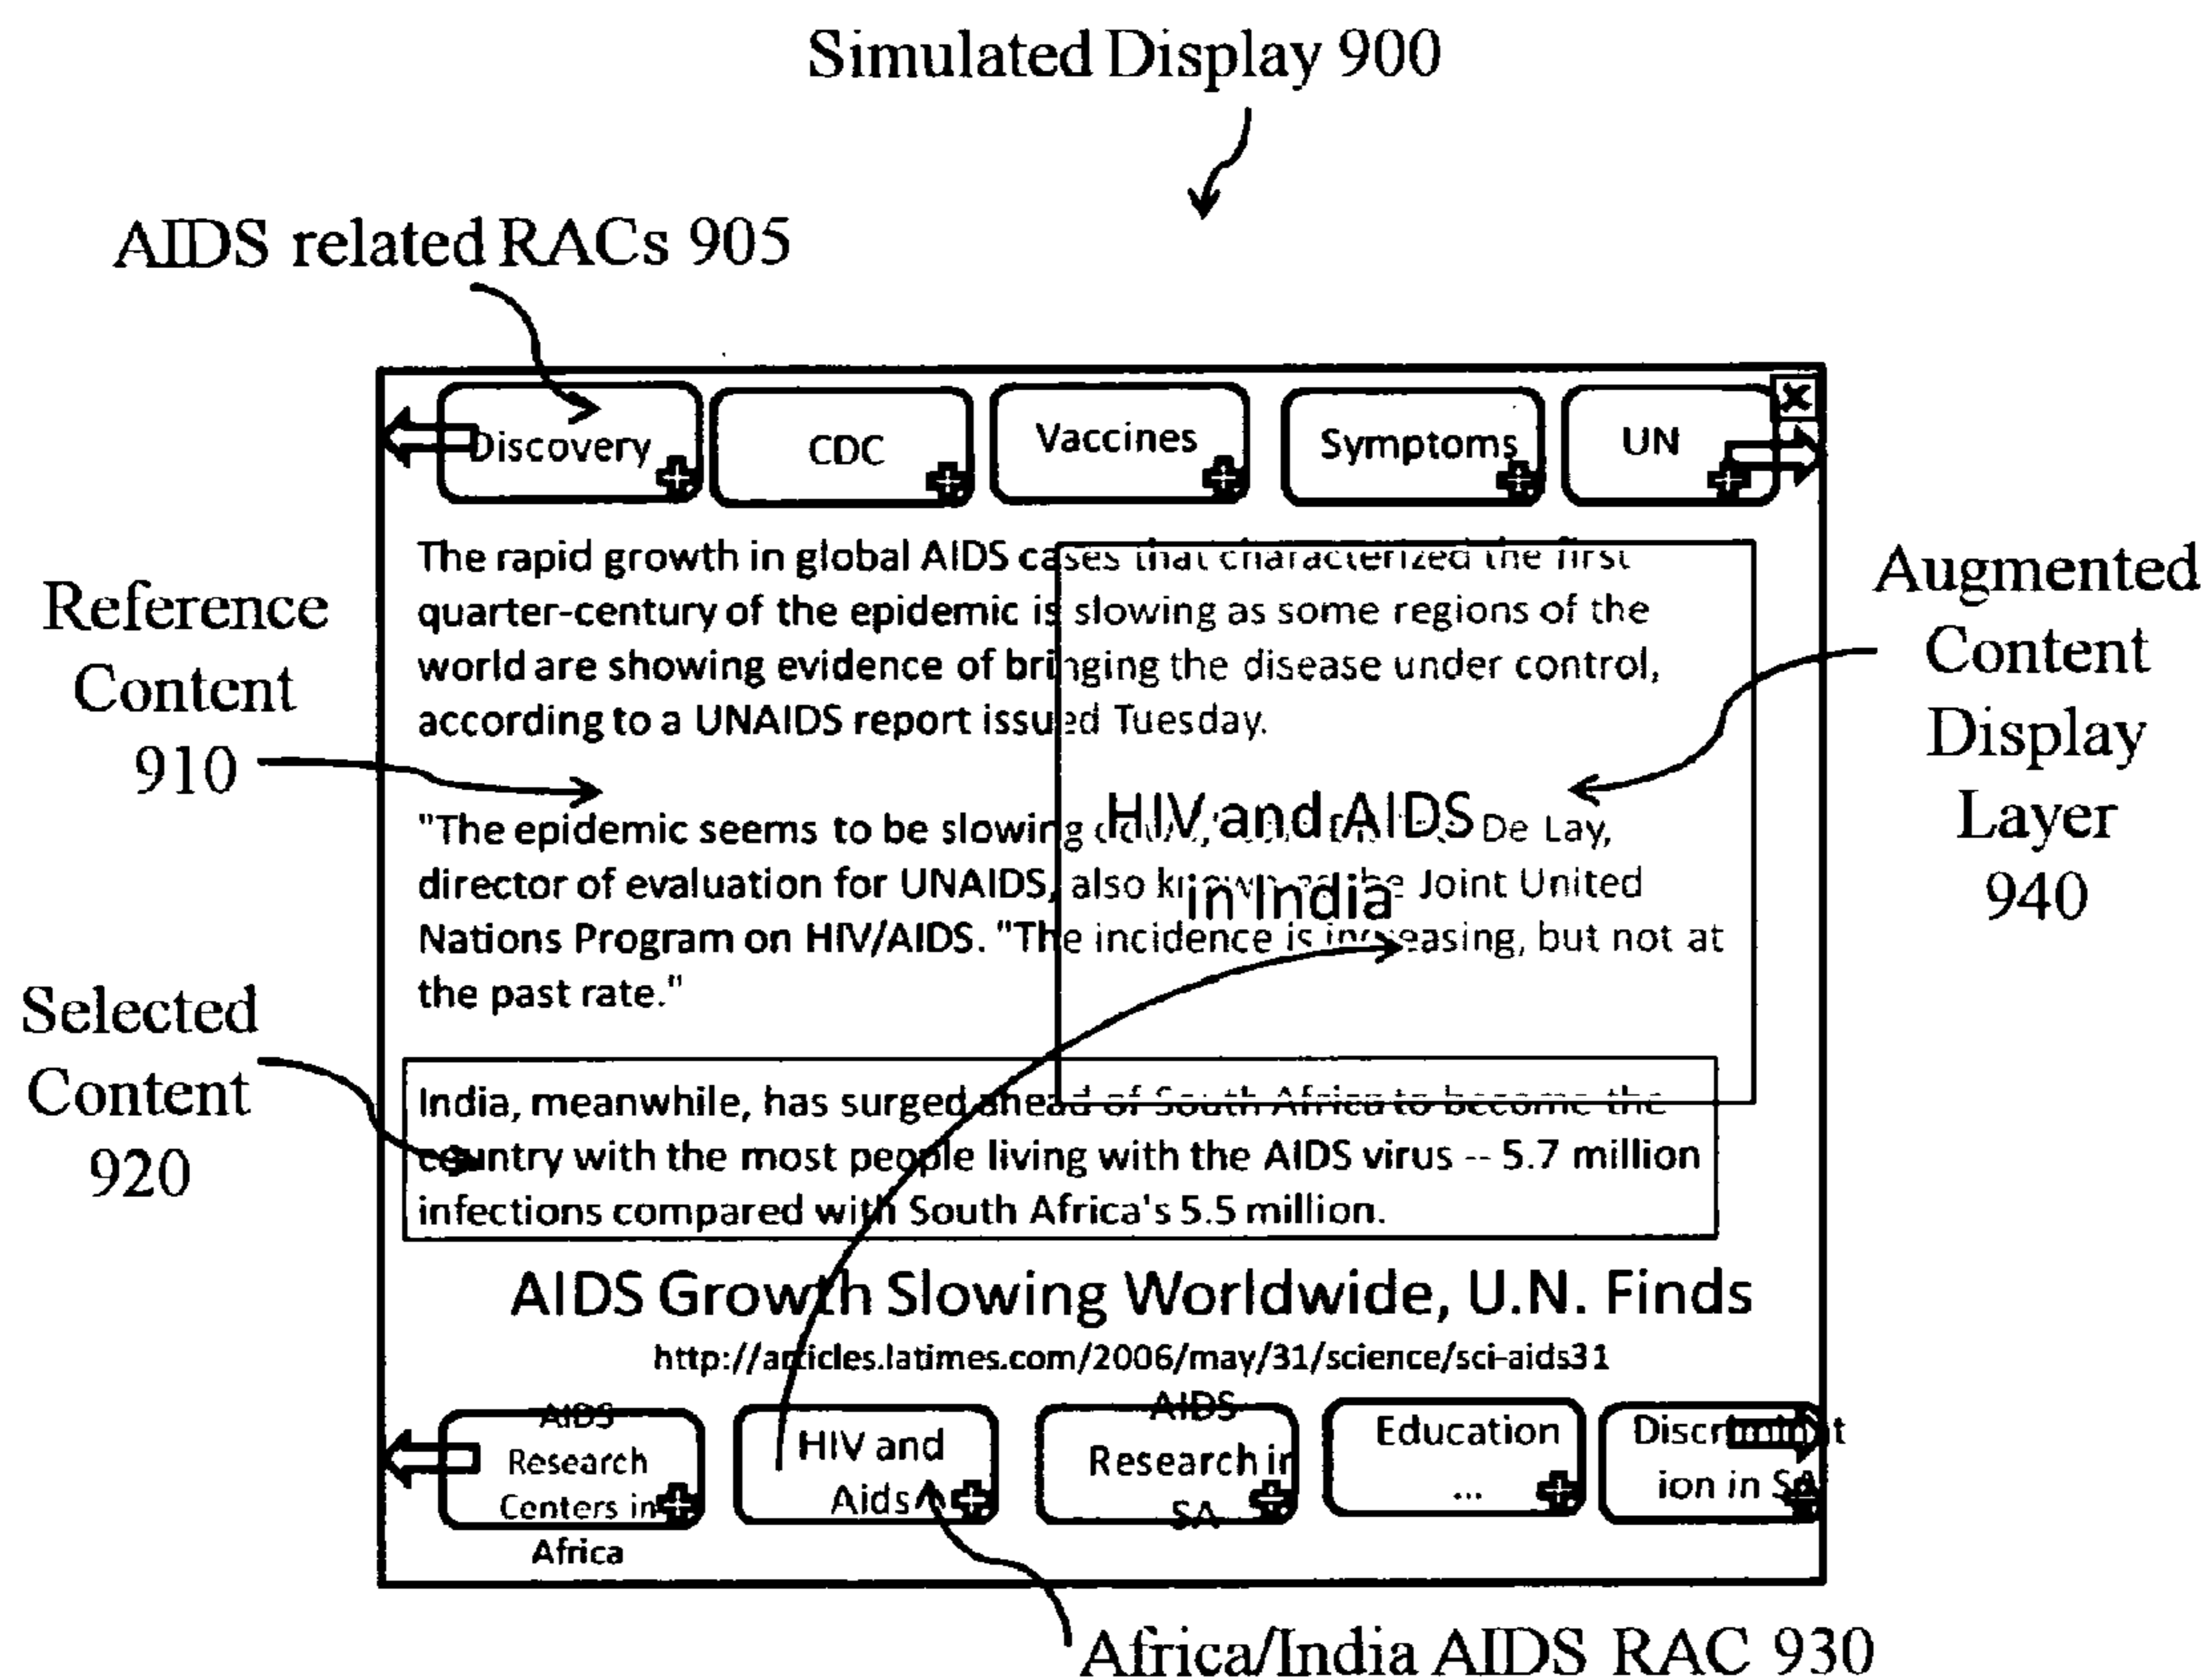 Simulated Display 900
AIDS related RACs 905
Discovery
CDC
Vaccines
Symptoms
UN
Reference
Content
910
The rapid growth in global AIDS cases that characterized the first
quarter-century of the epidemic is slowing as some regions of the
world are showing evidence of bringing the disease under control,
according to a UNAIDS report issued Tuesday.
Augmented
Content
Display
Layer
940
"The epidemic seems to be slowing De Lay,
director of evaluation for UNAIDS, also the Joint United
Nations Program on HIV/AIDS. "The incidence is increasing, but not at
the past rate."
HIV and AIDS
in India
Selected
Content
920
India, meanwhile, has surged ahead of South Africa to become the
country with the most people living with the AIDS virus -- 5.7 million
infections compared with South Africa's 5.5 million.
AIDS Growth Slowing Worldwide, U.N. Finds
http://articles.latimes.com/2006/may/31/science/sci-aids31
AIDS
Research
Centers in
Africa
HIV and
Aids
AIDS
Research in
SA
Education
...
ion in SA
Africa/India AIDS RAC 930